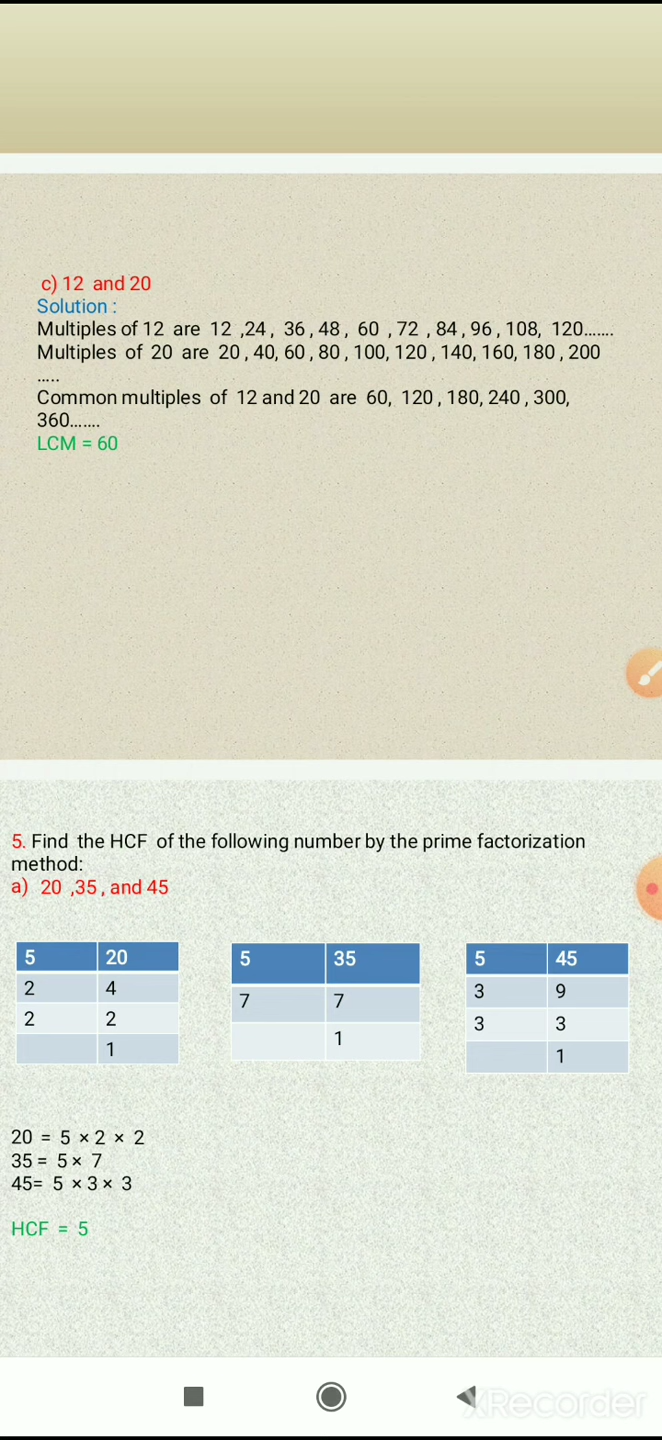 c) 12 and 20
Solution :
Multiples of 12 are 12 ,24 , 36 , 48 , 60 , 72 , 84 , 96 , 108, 120.......
Multiples of 20 are 20 , 40, 60 , 80 , 100, 120 , 140, 160, 180 , 200
.....
Common multiples of 12 and 20 are 60, 120 , 180, 240 , 300,
360.......
LCM = 60
5. Find the HCF of the following number by the prime factorization
method:
a) 20 ,35 , and 45
5 20
2 4
2 2
1
5 35
7 7
1
5 45
3 9
3 3
1
20 = 5 × 2 × 2
35 = 5 × 7
45= 5 × 3 × 3
HCF = 5
XRecorder